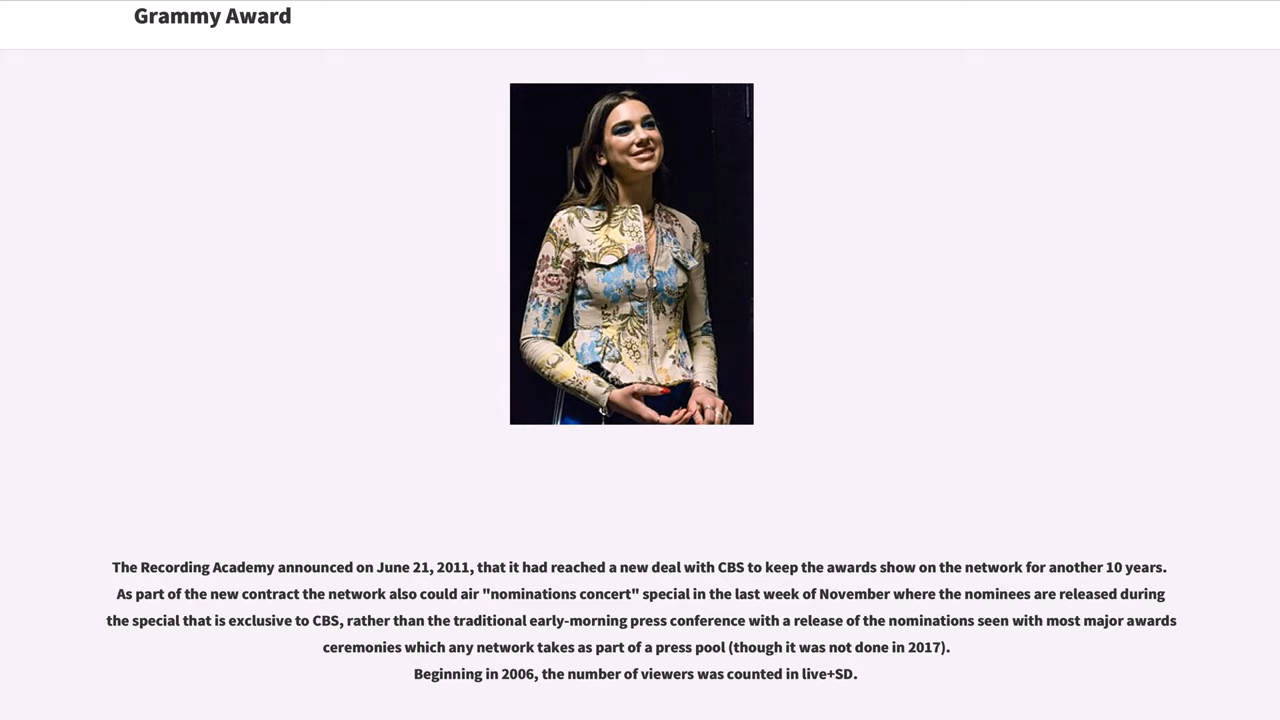 Grammy Award
The Recording Academy announced on June 21, 2011, that it had reached a new deal with CBS to keep the awards show on the network for another 10 years.
As part of the new contract the network also could air "nominations concert" special in the last week of November where the nominees are released during
the special that is exclusive to CBS, rather than the traditional early-morning press conference with a release of the nominations seen with most major awards
ceremonies which any network takes as part of a press pool (though it was not done in 2017).
Beginning in 2006, the number of viewers was counted in live+SD.